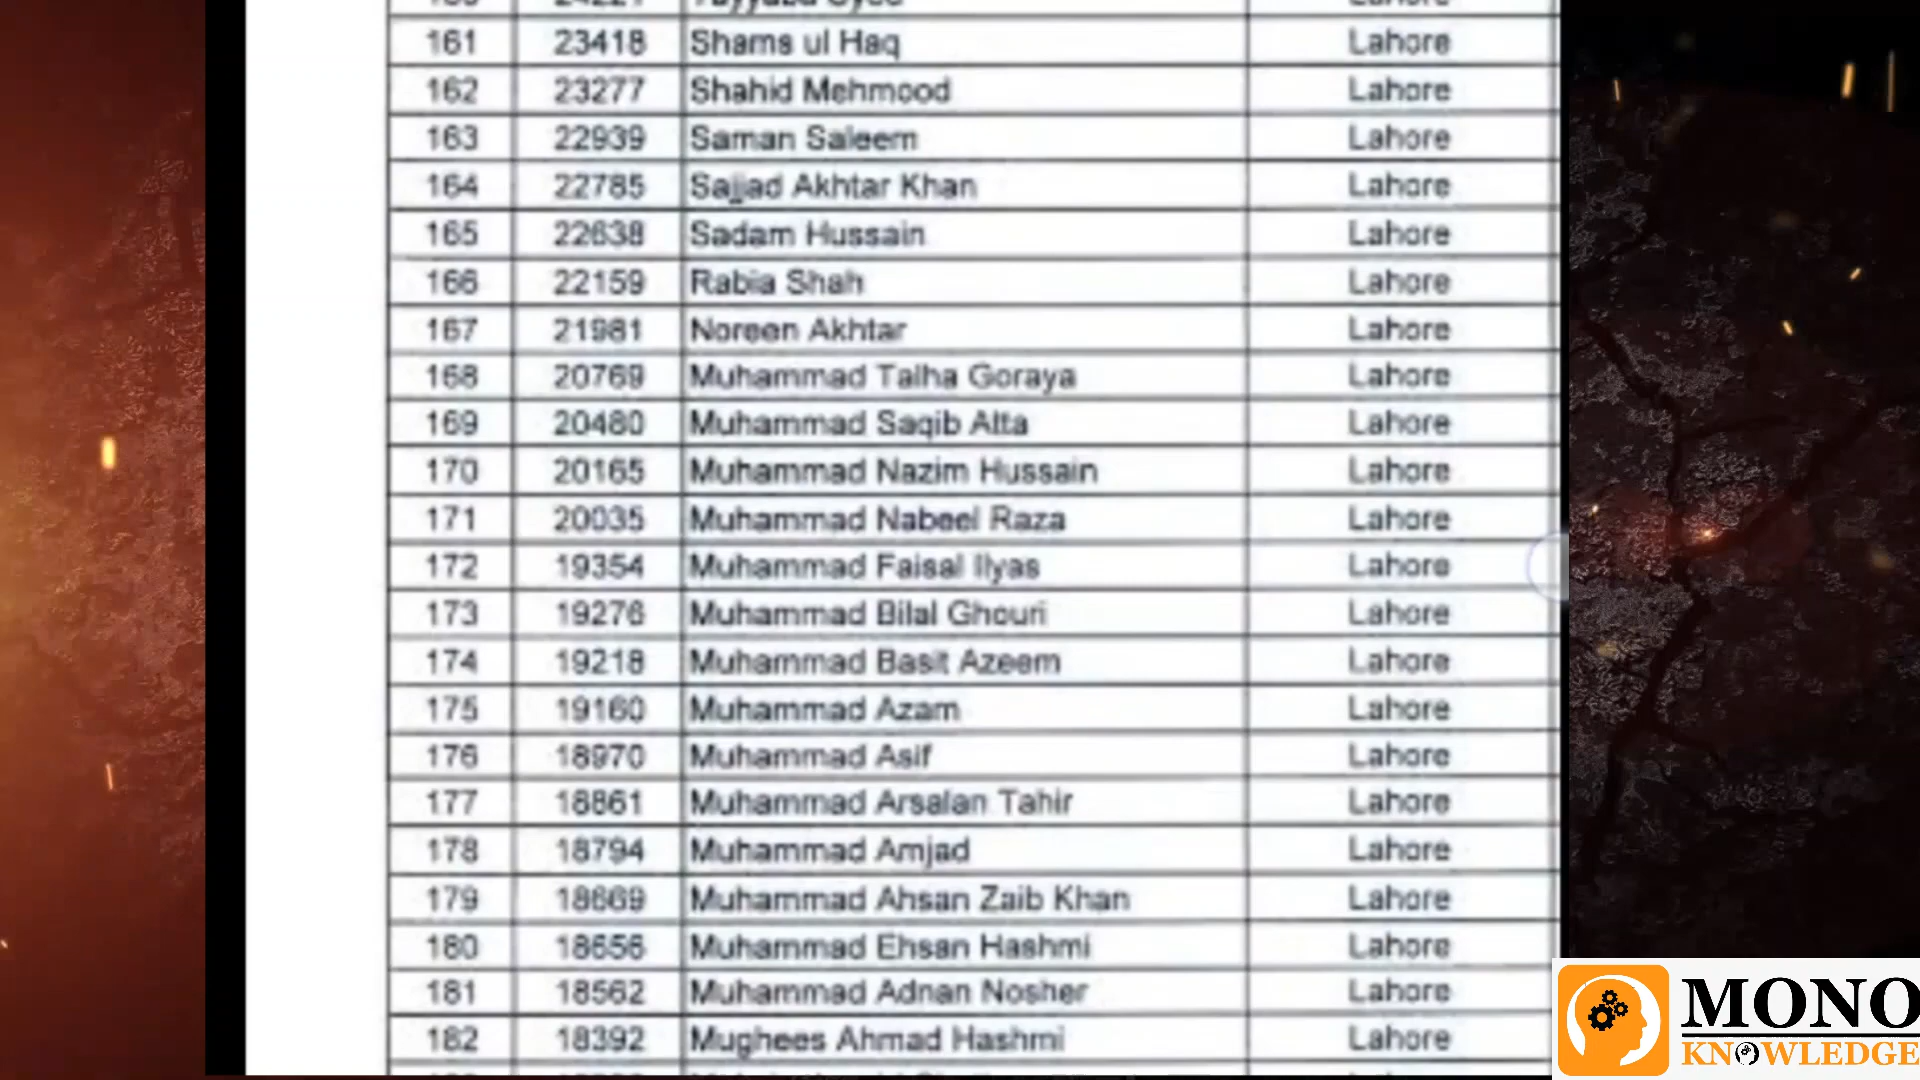 161 23418 Shams ul Haq Lahore
162 23277 Shahid Mehmood Lahore
163 22939 Saman Saleem Lahore
164 22785 Sajjad Akhtar Khan Lahore
165 22638 Sadam Hussain Lahore
166 22159 Rabia Shah Lahore
167 21981 Noreen Akhtar Lahore
168 20769 Muhammad Talha Goraya Lahore
169 20480 Muhammad Saqib Atta Lahore
170 20165 Muhammad Nazim Hussain Lahore
171 20035 Muhammad Nabeel Raza Lahore
172 19354 Muhammad Faisal Ilyas Lahore
173 19276 Muhammad Bilal Ghouri Lahore
174 19218 Muhammad Basit Azeem Lahore
175 19160 Muhammad Azam Lahore
176 18970 Muhammad Asif Lahore
177 18861 Muhammad Arsalan Tahir Lahore
178 18794 Muhammad Amjad Lahore
179 18669 Muhammad Ahsan Zaib Khan Lahore
180 18656 Muhammad Ehsan Hashmi Lahore
181 18562 Muhammad Adnan Nosher Lahore
182 18392 Mughees Ahmad Hashmi Lahore
MONO
KNOWLEDGE